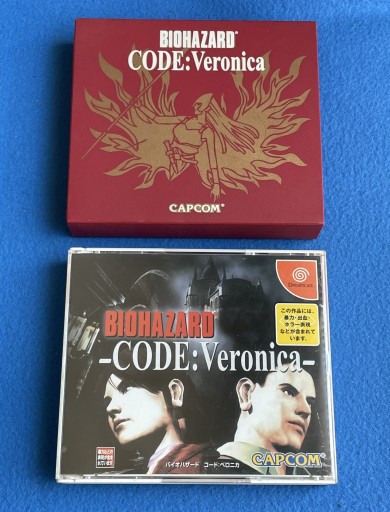 BIOHAZARD
CODE:Veronica
CAPCOM
Dreamcast
この作品には、
暴力・出血・
ホラー表現
などが含まれて
います。
BIOHAZARD
-CODE:Veronica-
バイオハザード コード:ベロニカ
CAPCOM